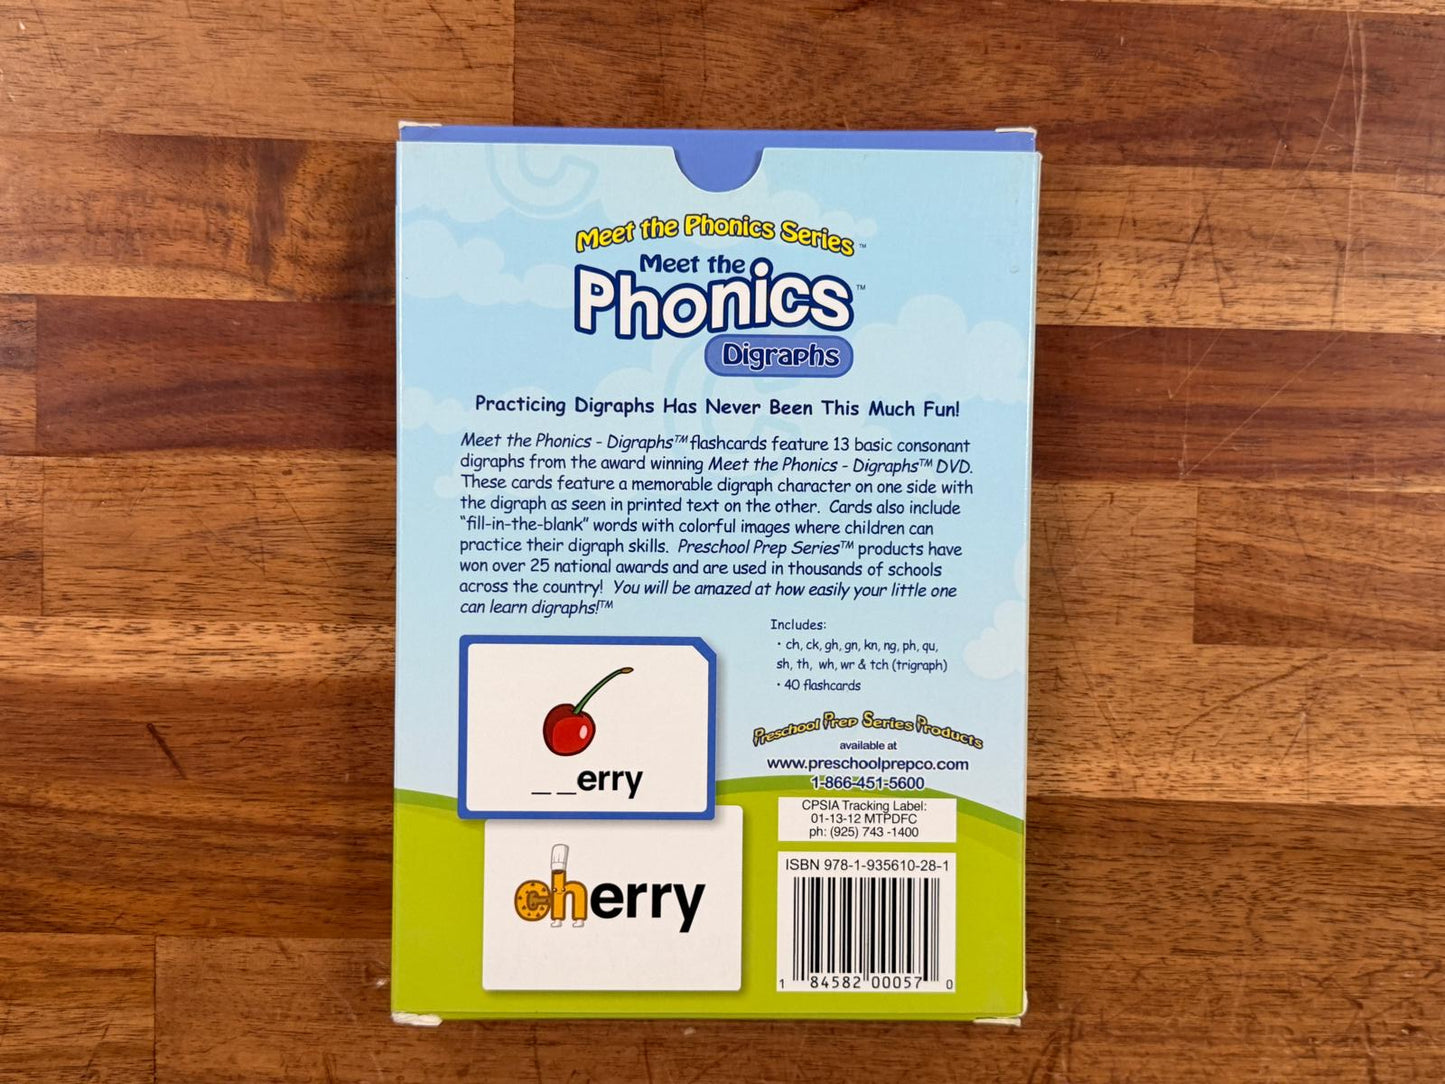 Meet the Phonics Series™
Meet the
Phonics™
Digraphs
Practicing Digraphs Has Never Been This Much Fun!
Meet the Phonics - Digraphs™ flashcards feature 13 basic consonant
digraphs from the award winning Meet the Phonics - Digraphs™ DVD.
These cards feature a memorable digraph character on one side with
the digraph as seen in printed text on the other. Cards also include
"fill-in-the-blank" words with colorful images where children can
practice their digraph skills. Preschool Prep Series™ products have
won over 25 national awards and are used in thousands of schools
across the country! You will be amazed at how easily your little one
can learn digraphs!™
Includes:
• ch, ck, gh, gn, kn, ng, ph, qu,
sh, th, wh, wr & tch (trigraph)
• 40 flashcards
_ _erry
cherry
Preschool Prep Series Products
available at
www.preschoolprepco.com
1-866-451-5600
CPSIA Tracking Label:
01-13-12 MTPDFC
ph: (925) 743 -1400
ISBN 978-1-935610-28-1
1 84582 00057 0